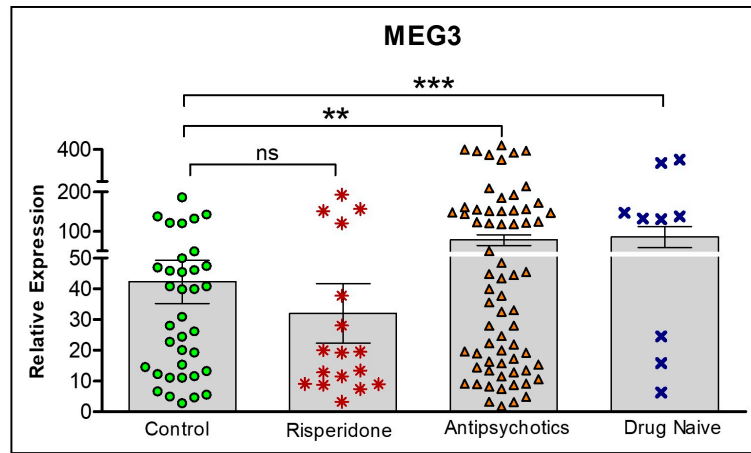 MEG3
***
**
ns
400
200
100
50
40
30
20
10
0
Relative Expression
Control Risperidone Antipsychotics Drug Naive